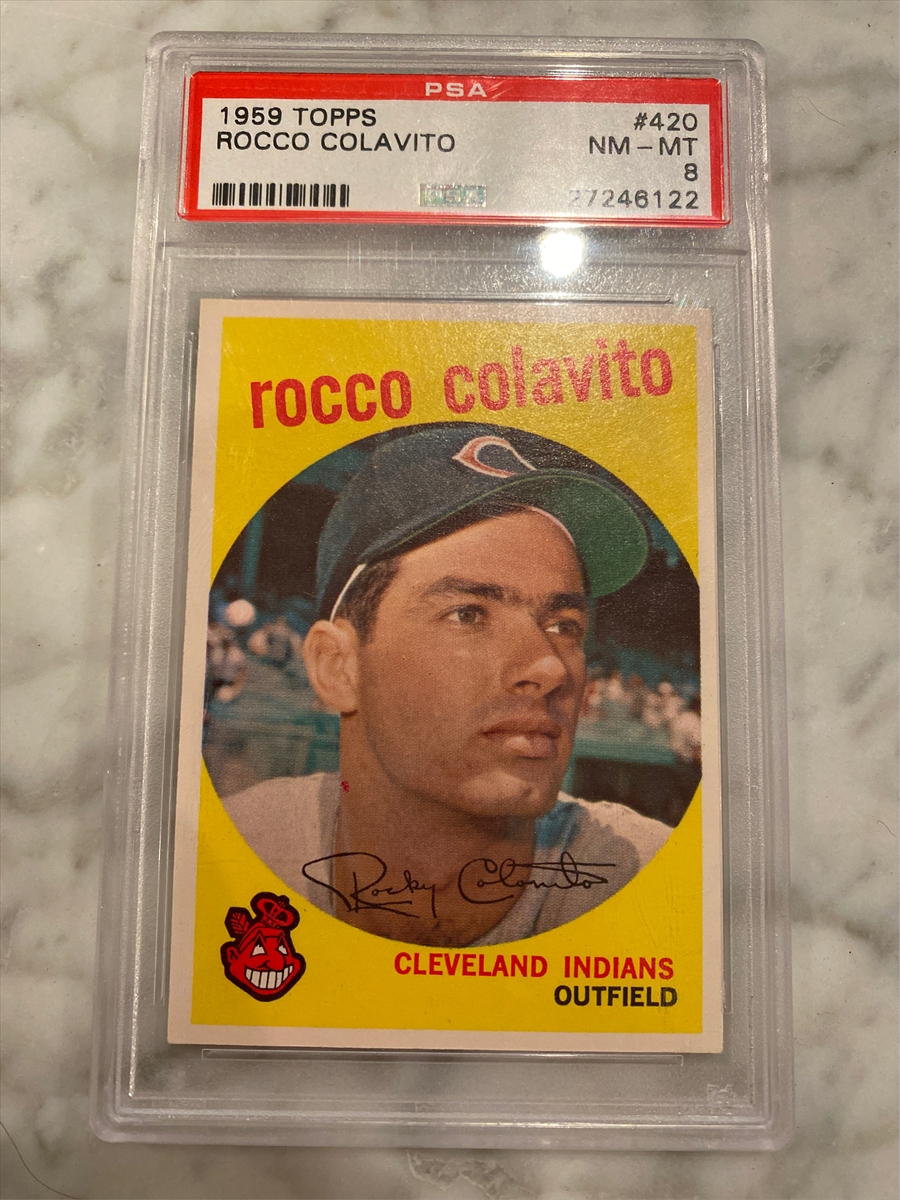 PSA
1959 TOPPS #420
ROCCO COLAVITO NM-MT
8
27246122
rocco colavito
Rocky Colavito
CLEVELAND INDIANS
OUTFIELD